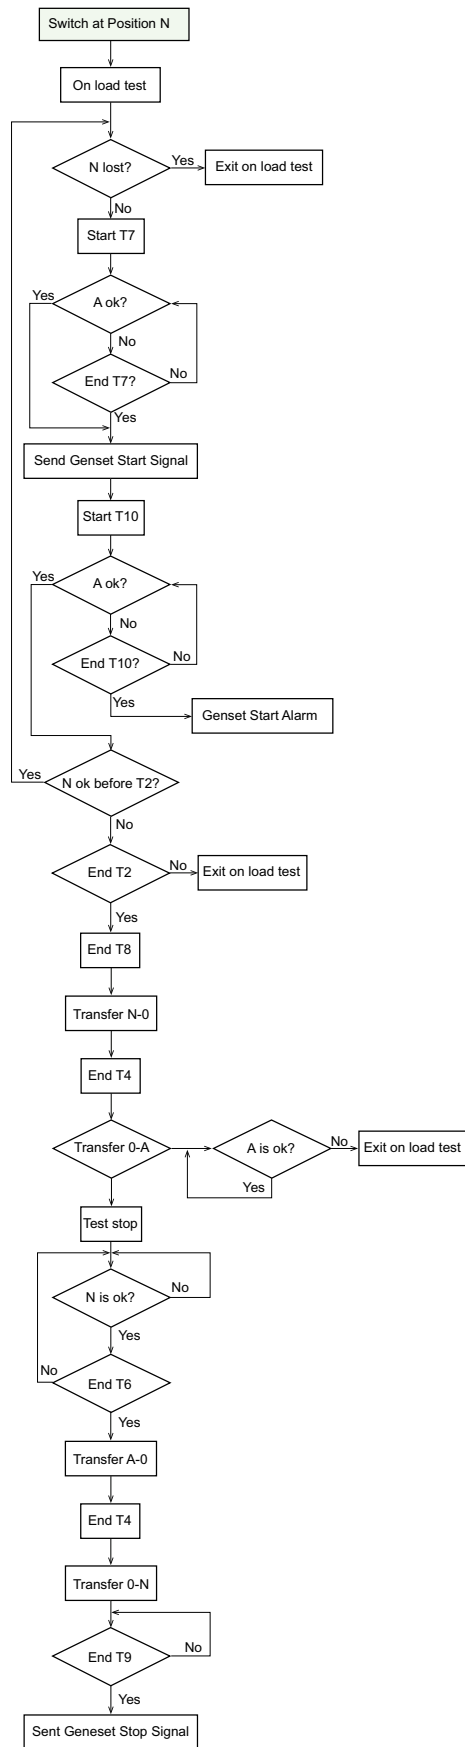 Switch at Position N
On load test
N lost?
Yes
Exit on load test
No
Start T7
Yes
A ok?
No
End T7?
No
Yes
Send Genset Start Signal
Start T10
Yes
A ok?
No
End T10?
No
Yes
Genset Start Alarm
Yes
N ok before T2?
No
End T2
No
Exit on load test
Yes
End T8
Transfer N-0
End T4
Transfer 0-A
A is ok?
No
Exit on load test
Yes
Test stop
N is ok?
No
Yes
No
End T6
Yes
Transfer A-0
End T4
Transfer 0-N
End T9
No
Yes
Sent Geneset Stop Signal